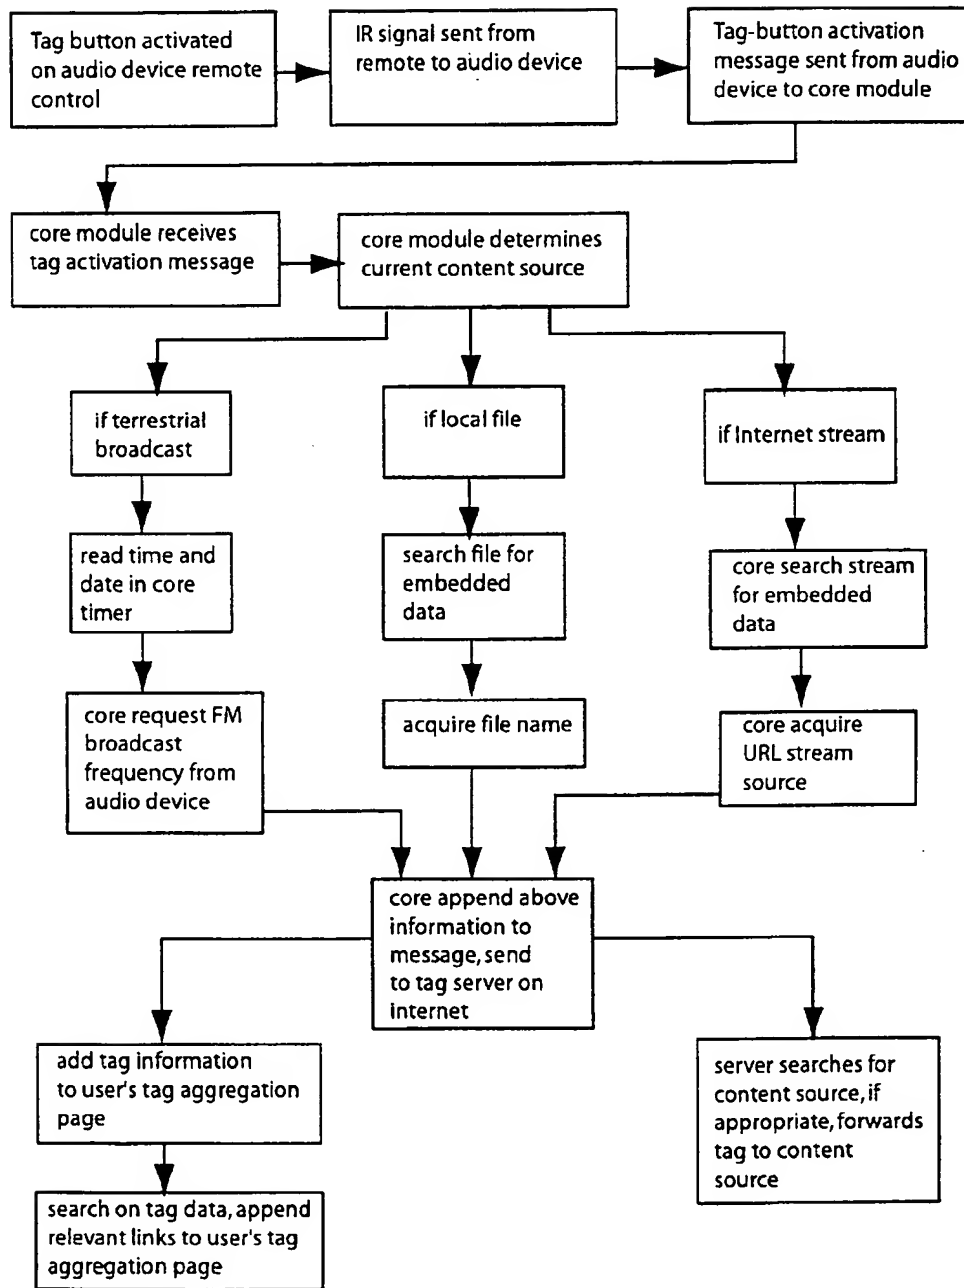 Tag button activated
on audio device remote
control
IR signal sent from
remote to audio device
Tag-button activation
message sent from audio
device to core module
core module receives
tag activation message
core module determines
current content source
if terrestrial
broadcast
if local file
if Internet stream
read time and
date in core
timer
search file for
embedded
data
core search stream
for embedded
data
core request FM
broadcast
frequency from
audio device
acquire file name
core acquire
URL stream
source
core append above
information to
message, send
to tag server on
internet
add tag information
to user's tag aggregation
page
server searches for
content source, if
appropriate, forwards
tag to content
source
search on tag data, append
relevant links to user's tag
aggregation page